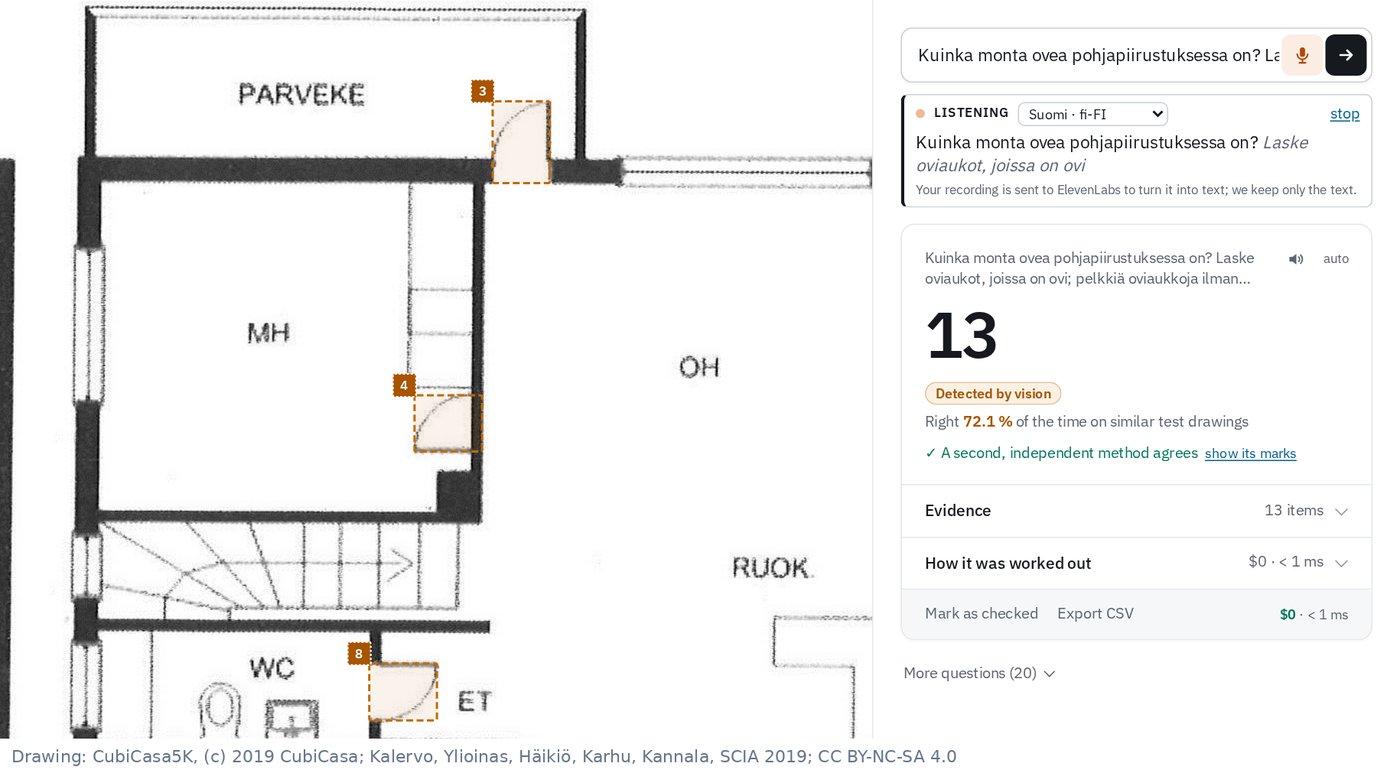 PARVEKE
3
MH
4
OH
RUOK.
WC
8
ET
Kuinka monta ovea pohjapiirustuksessa on? La
LISTENING
Suomi · fi-FI
stop
Kuinka monta ovea pohjapiirustuksessa on? Laske
oviaukot, joissa on ovi
Your recording is sent to ElevenLabs to turn it into text; we keep only the text.
Kuinka monta ovea pohjapiirustuksessa on? Laske
oviaukot, joissa on ovi; pelkkiä oviaukkoja ilman…
auto
13
Detected by vision
Right 72.1 % of the time on similar test drawings
✓ A second, independent method agrees show its marks
Evidence 13 items
How it was worked out $0 · < 1 ms
Mark as checked Export CSV $0 · < 1 ms
More questions (20)
Drawing: CubiCasa5K, (c) 2019 CubiCasa; Kalervo, Ylioinas, Häikiö, Karhu, Kannala, SCIA 2019; CC BY-NC-SA 4.0